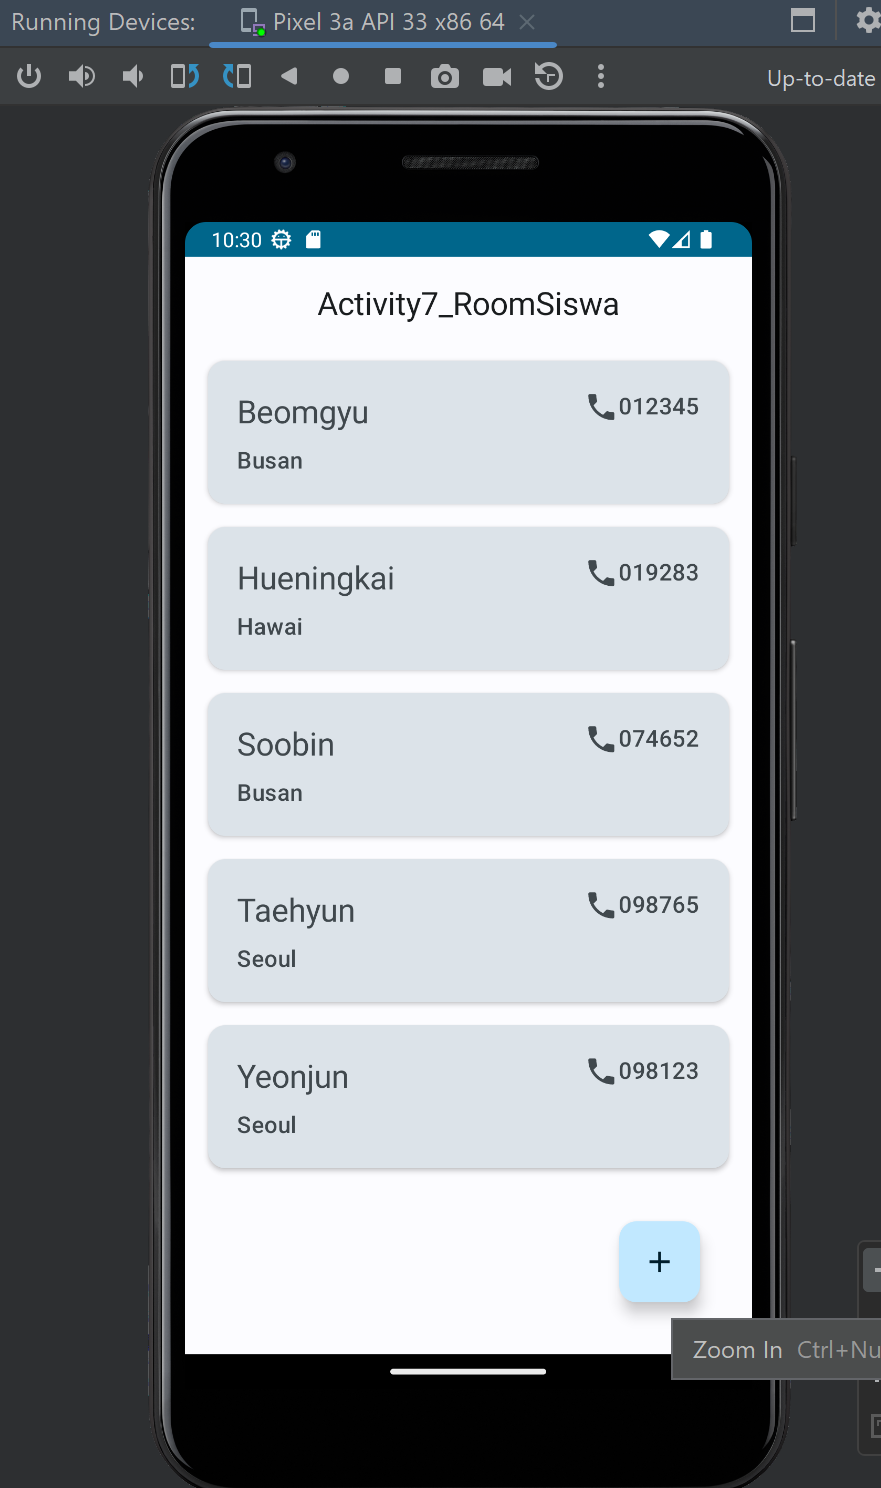 Running Devices: Pixel 3a API 33 x86 64
Up-to-date
10:30
Activity7_RoomSiswa
Beomgyu 012345
Busan
Hueningkai 019283
Hawai
Soobin 074652
Busan
Taehyun 098765
Seoul
Yeonjun 098123
Seoul
+
Zoom In Ctrl+Nu